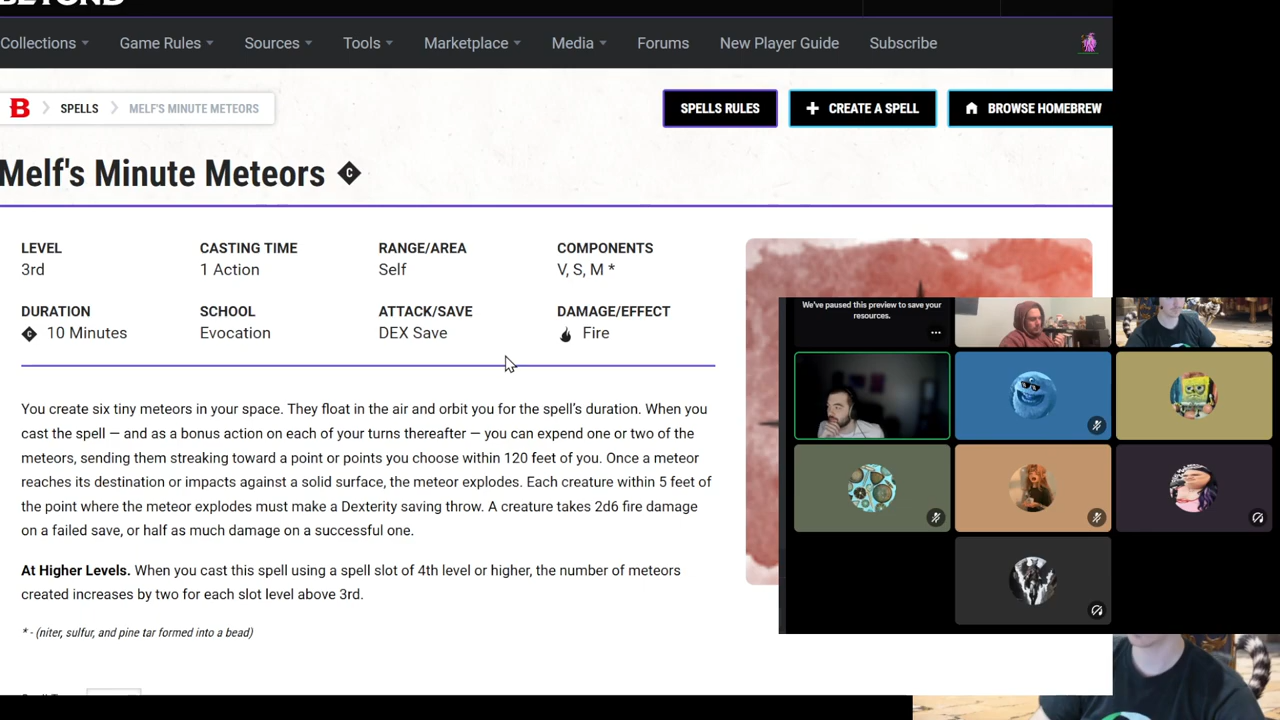 BEYOND
Collections Game Rules Sources Tools Marketplace Media Forums New Player Guide Subscribe
B SPELLS MELF'S MINUTE METEORS
SPELLS RULES + CREATE A SPELL BROWSE HOMEBREW
Melf's Minute Meteors C
LEVEL CASTING TIME RANGE/AREA COMPONENTS
3rd 1 Action Self V, S, M *
DURATION SCHOOL ATTACK/SAVE DAMAGE/EFFECT
C 10 Minutes Evocation DEX Save Fire
You create six tiny meteors in your space. They float in the air and orbit you for the spell's duration. When you
cast the spell — and as a bonus action on each of your turns thereafter — you can expend one or two of the
meteors, sending them streaking toward a point or points you choose within 120 feet of you. Once a meteor
reaches its destination or impacts against a solid surface, the meteor explodes. Each creature within 5 feet of
the point where the meteor explodes must make a Dexterity saving throw. A creature takes 2d6 fire damage
on a failed save, or half as much damage on a successful one.
At Higher Levels. When you cast this spell using a spell slot of 4th level or higher, the number of meteors
created increases by two for each slot level above 3rd.
* - (niter, sulfur, and pine tar formed into a bead)
We've paused this preview to save your
resources.